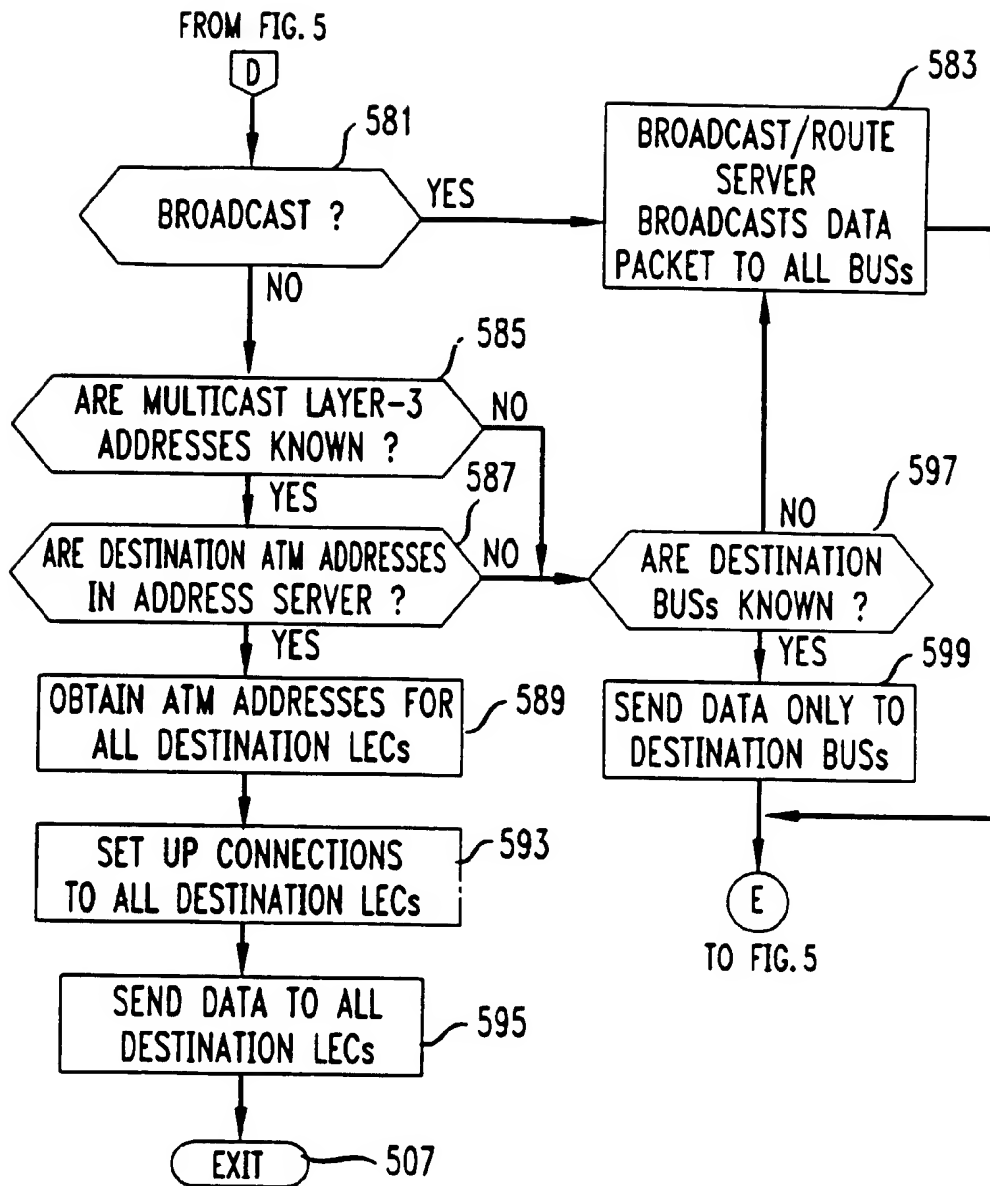 FROM FIG. 5
D
581
BROADCAST ?
YES
NO
583
BROADCAST/ROUTE
SERVER
BROADCASTS DATA
PACKET TO ALL BUSs
585
ARE MULTICAST LAYER-3
ADDRESSES KNOWN ?
NO
YES
587
ARE DESTINATION ATM ADDRESSES
IN ADDRESS SERVER ?
NO
YES
597
NO
ARE DESTINATION
BUSs KNOWN ?
YES
599
SEND DATA ONLY TO
DESTINATION BUSs
E
TO FIG. 5
OBTAIN ATM ADDRESSES FOR
ALL DESTINATION LECs
589
SET UP CONNECTIONS
TO ALL DESTINATION LECs
593
SEND DATA TO ALL
DESTINATION LECs
595
EXIT
507